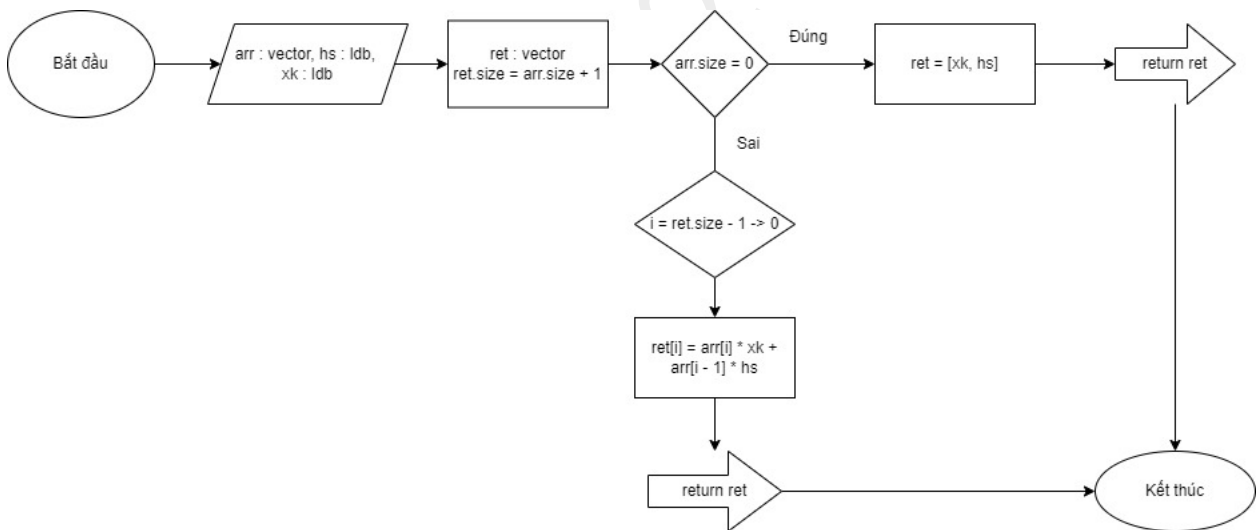 Bắt đầu
arr : vector, hs : ldb,
xk : ldb
ret : vector
ret.size = arr.size + 1
arr.size = 0
Đúng
ret = [xk, hs]
return ret
Sai
i = ret.size - 1 -> 0
ret[i] = arr[i] * xk +
arr[i - 1] * hs
return ret
Kết thúc